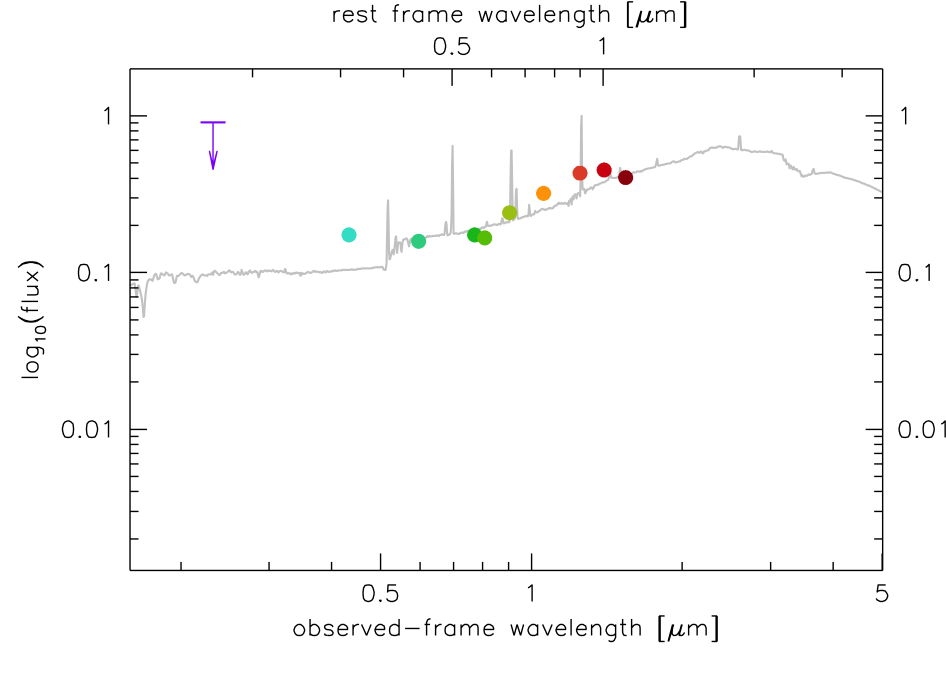 rest frame wavelength [μm]
0.5 1
1 1
0.1 0.1
log10(flux)
0.01 0.01
0.5 1 5
observed-frame wavelength [μm]